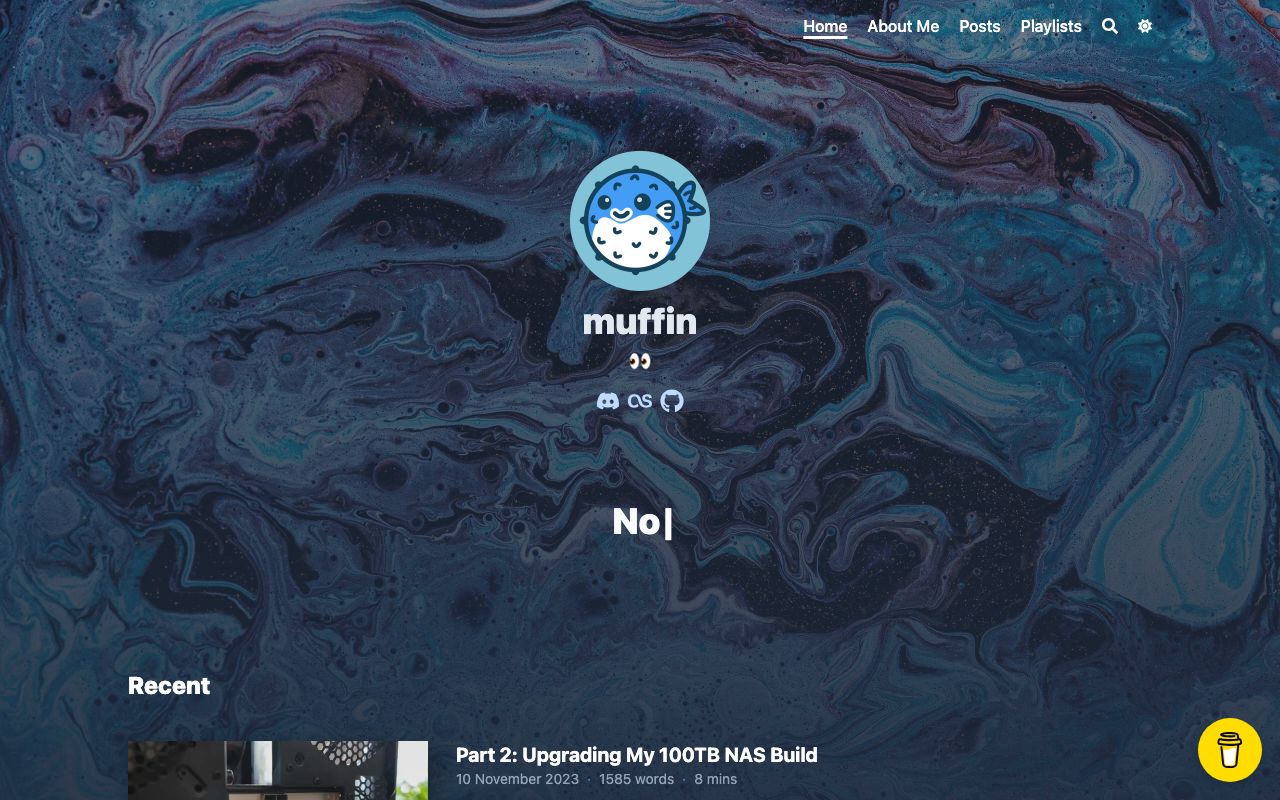 Home About Me Posts Playlists
muffin
👀
No|
Recent
Part 2: Upgrading My 100TB NAS Build
10 November 2023 · 1585 words · 8 mins